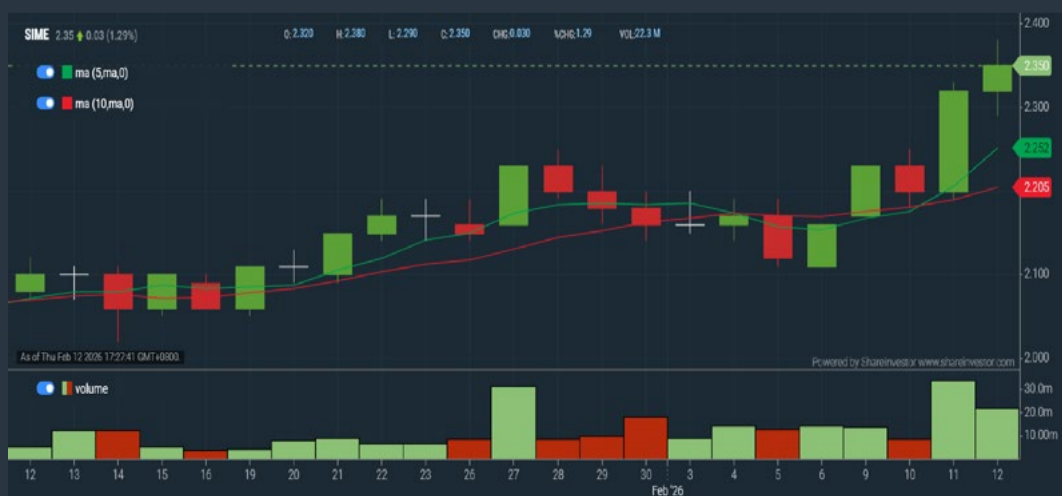 SIME 2.35 0.03 (1.29%) O: 2.320 H: 2.380 L: 2.290 C: 2.350 CHG:0.030 %CHG:1.29 VOL:22.3 M
ma (5,ma,0)
ma (10,ma,0)
2.400
2.350
2.300
2.252
2.205
2.100
2.000
As of Thu Feb 12 2026 17:27:41 GMT+0800.
Powered by ShareInvestor www.shareinvestor.com
volume
30.0m
20.0m
10.00m
12 13 14 15 16 19 20 21 22 23 26 27 28 29 30 3 4 5 6 9 10 11 12
Feb '26